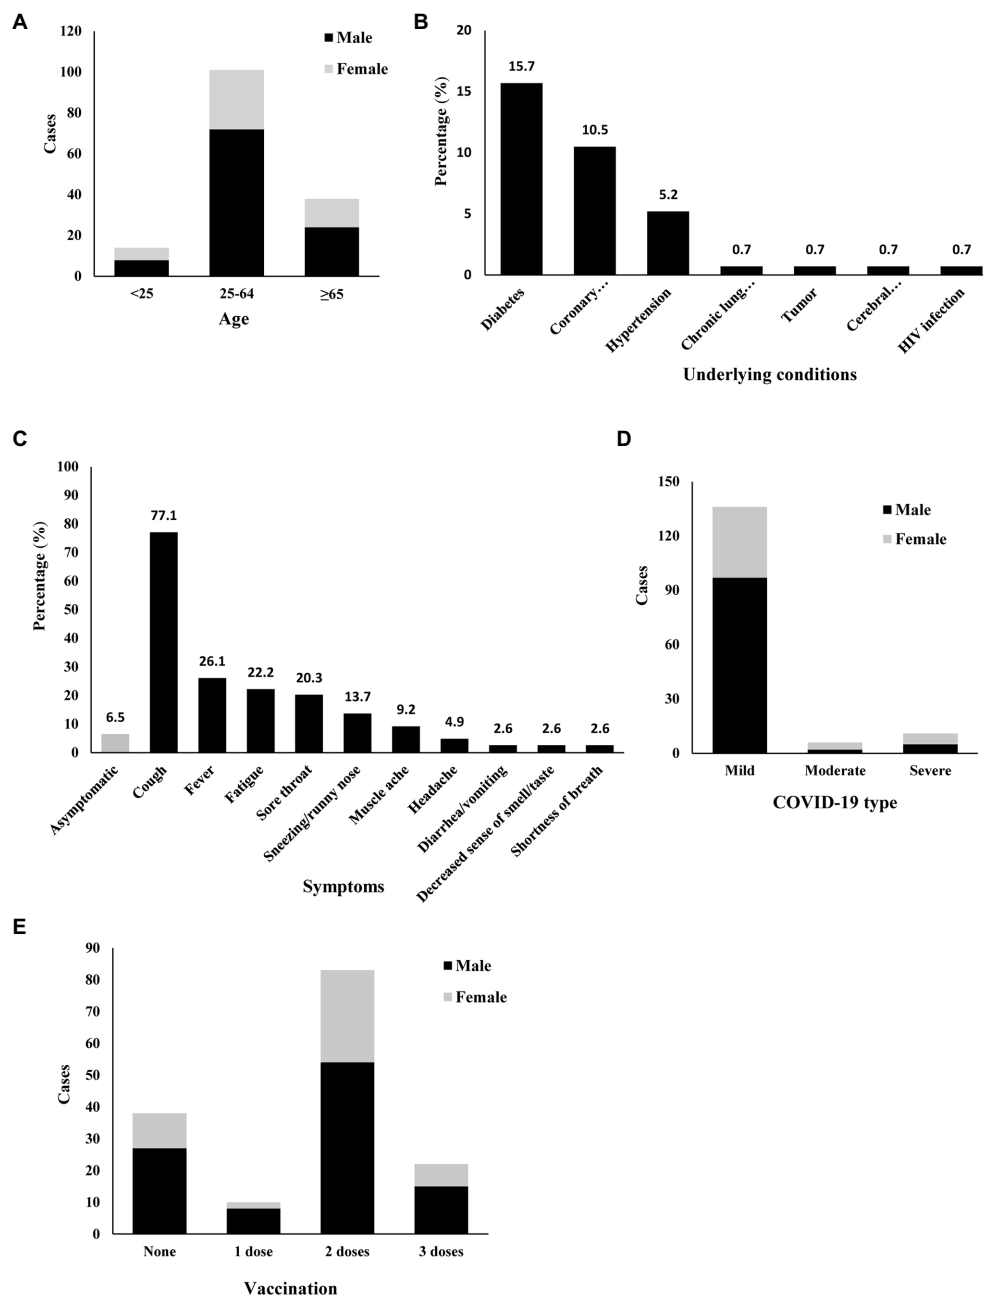 A
120
100
80
60
40
20
0
Cases
Male
Female
<25
25-64
≥65
Age
B
20
15
10
5
0
Percentage (%)
15.7
10.5
5.2
0.7
0.7
0.7
0.7
Diabetes
Coronary...
Hypertension
Chronic lung...
Tumor
Cerebral...
HIV infection
Underlying conditions
C
100
90
80
70
60
50
40
30
20
10
0
Percentage (%)
6.5
77.1
26.1
22.2
20.3
13.7
9.2
4.9
2.6
2.6
2.6
Asymptomatic
Cough
Fever
Fatigue
Sore throat
Sneezing/runny nose
Muscle ache
Headache
Diarrhea/vomiting
Decreased sense of smell/taste
Shortness of breath
Symptoms
D
150
120
90
60
30
0
Cases
Male
Female
Mild
Moderate
Severe
COVID-19 type
E
90
80
70
60
50
40
30
20
10
0
Cases
Male
Female
None
1 dose
2 doses
3 doses
Vaccination